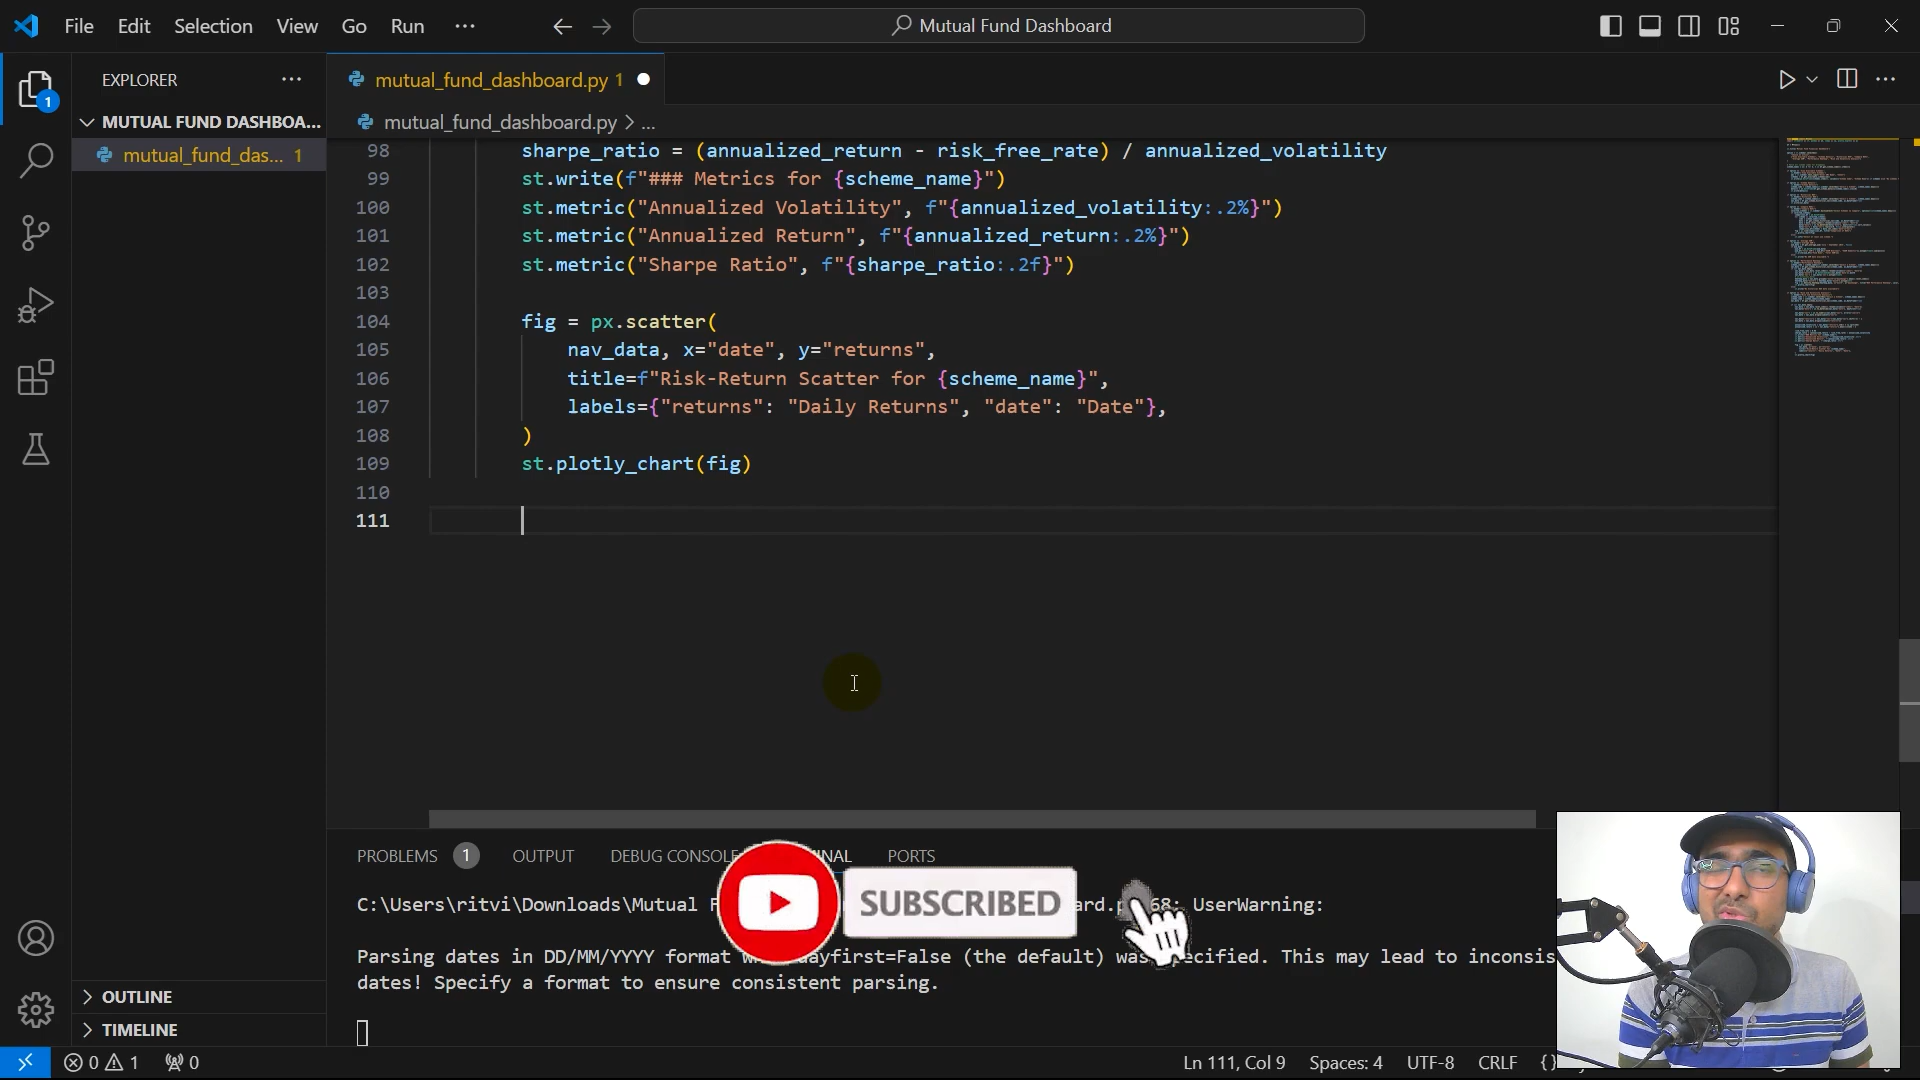 File Edit Selection View Go Run ... Mutual Fund Dashboard
EXPLORER ...
mutual_fund_dashboard.py 1
1
MUTUAL FUND DASHBOA...
mutual_fund_dashboard.py > ...
mutual_fund_das... 1
98 sharpe_ratio = (annualized_return - risk_free_rate) / annualized_volatility
99 st.write(f"### Metrics for {scheme_name}")
100 st.metric("Annualized Volatility", f"{annualized_volatility:.2%}")
101 st.metric("Annualized Return", f"{annualized_return:.2%}")
102 st.metric("Sharpe Ratio", f"{sharpe_ratio:.2f}")
103
104 fig = px.scatter(
105 nav_data, x="date", y="returns",
106 title=f"Risk-Return Scatter for {scheme_name}",
107 labels={"returns": "Daily Returns", "date": "Date"},
108 )
109 st.plotly_chart(fig)
110
111
PROBLEMS 1 OUTPUT DEBUG CONSOLE PORTS
SUBSCRIBED
C:\Users\ritvi\Downloads\Mutual UserWarning:
Parsing dates in DD/MM/YYYY format dayfirst=False (the default) was specified. This may lead to inconsis
dates! Specify a format to ensure consistent parsing.
OUTLINE
TIMELINE
0 1 0 Ln 111, Col 9 Spaces: 4 UTF-8 CRLF {}